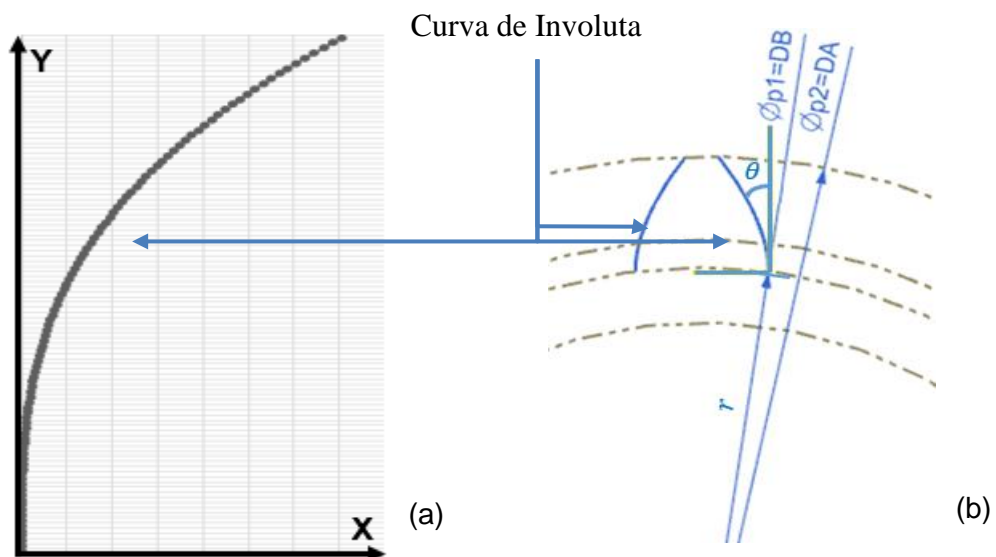 Curva de Involuta
Y
X
(a)
Øp1=DB
Øp2=DA
θ
r
(b)